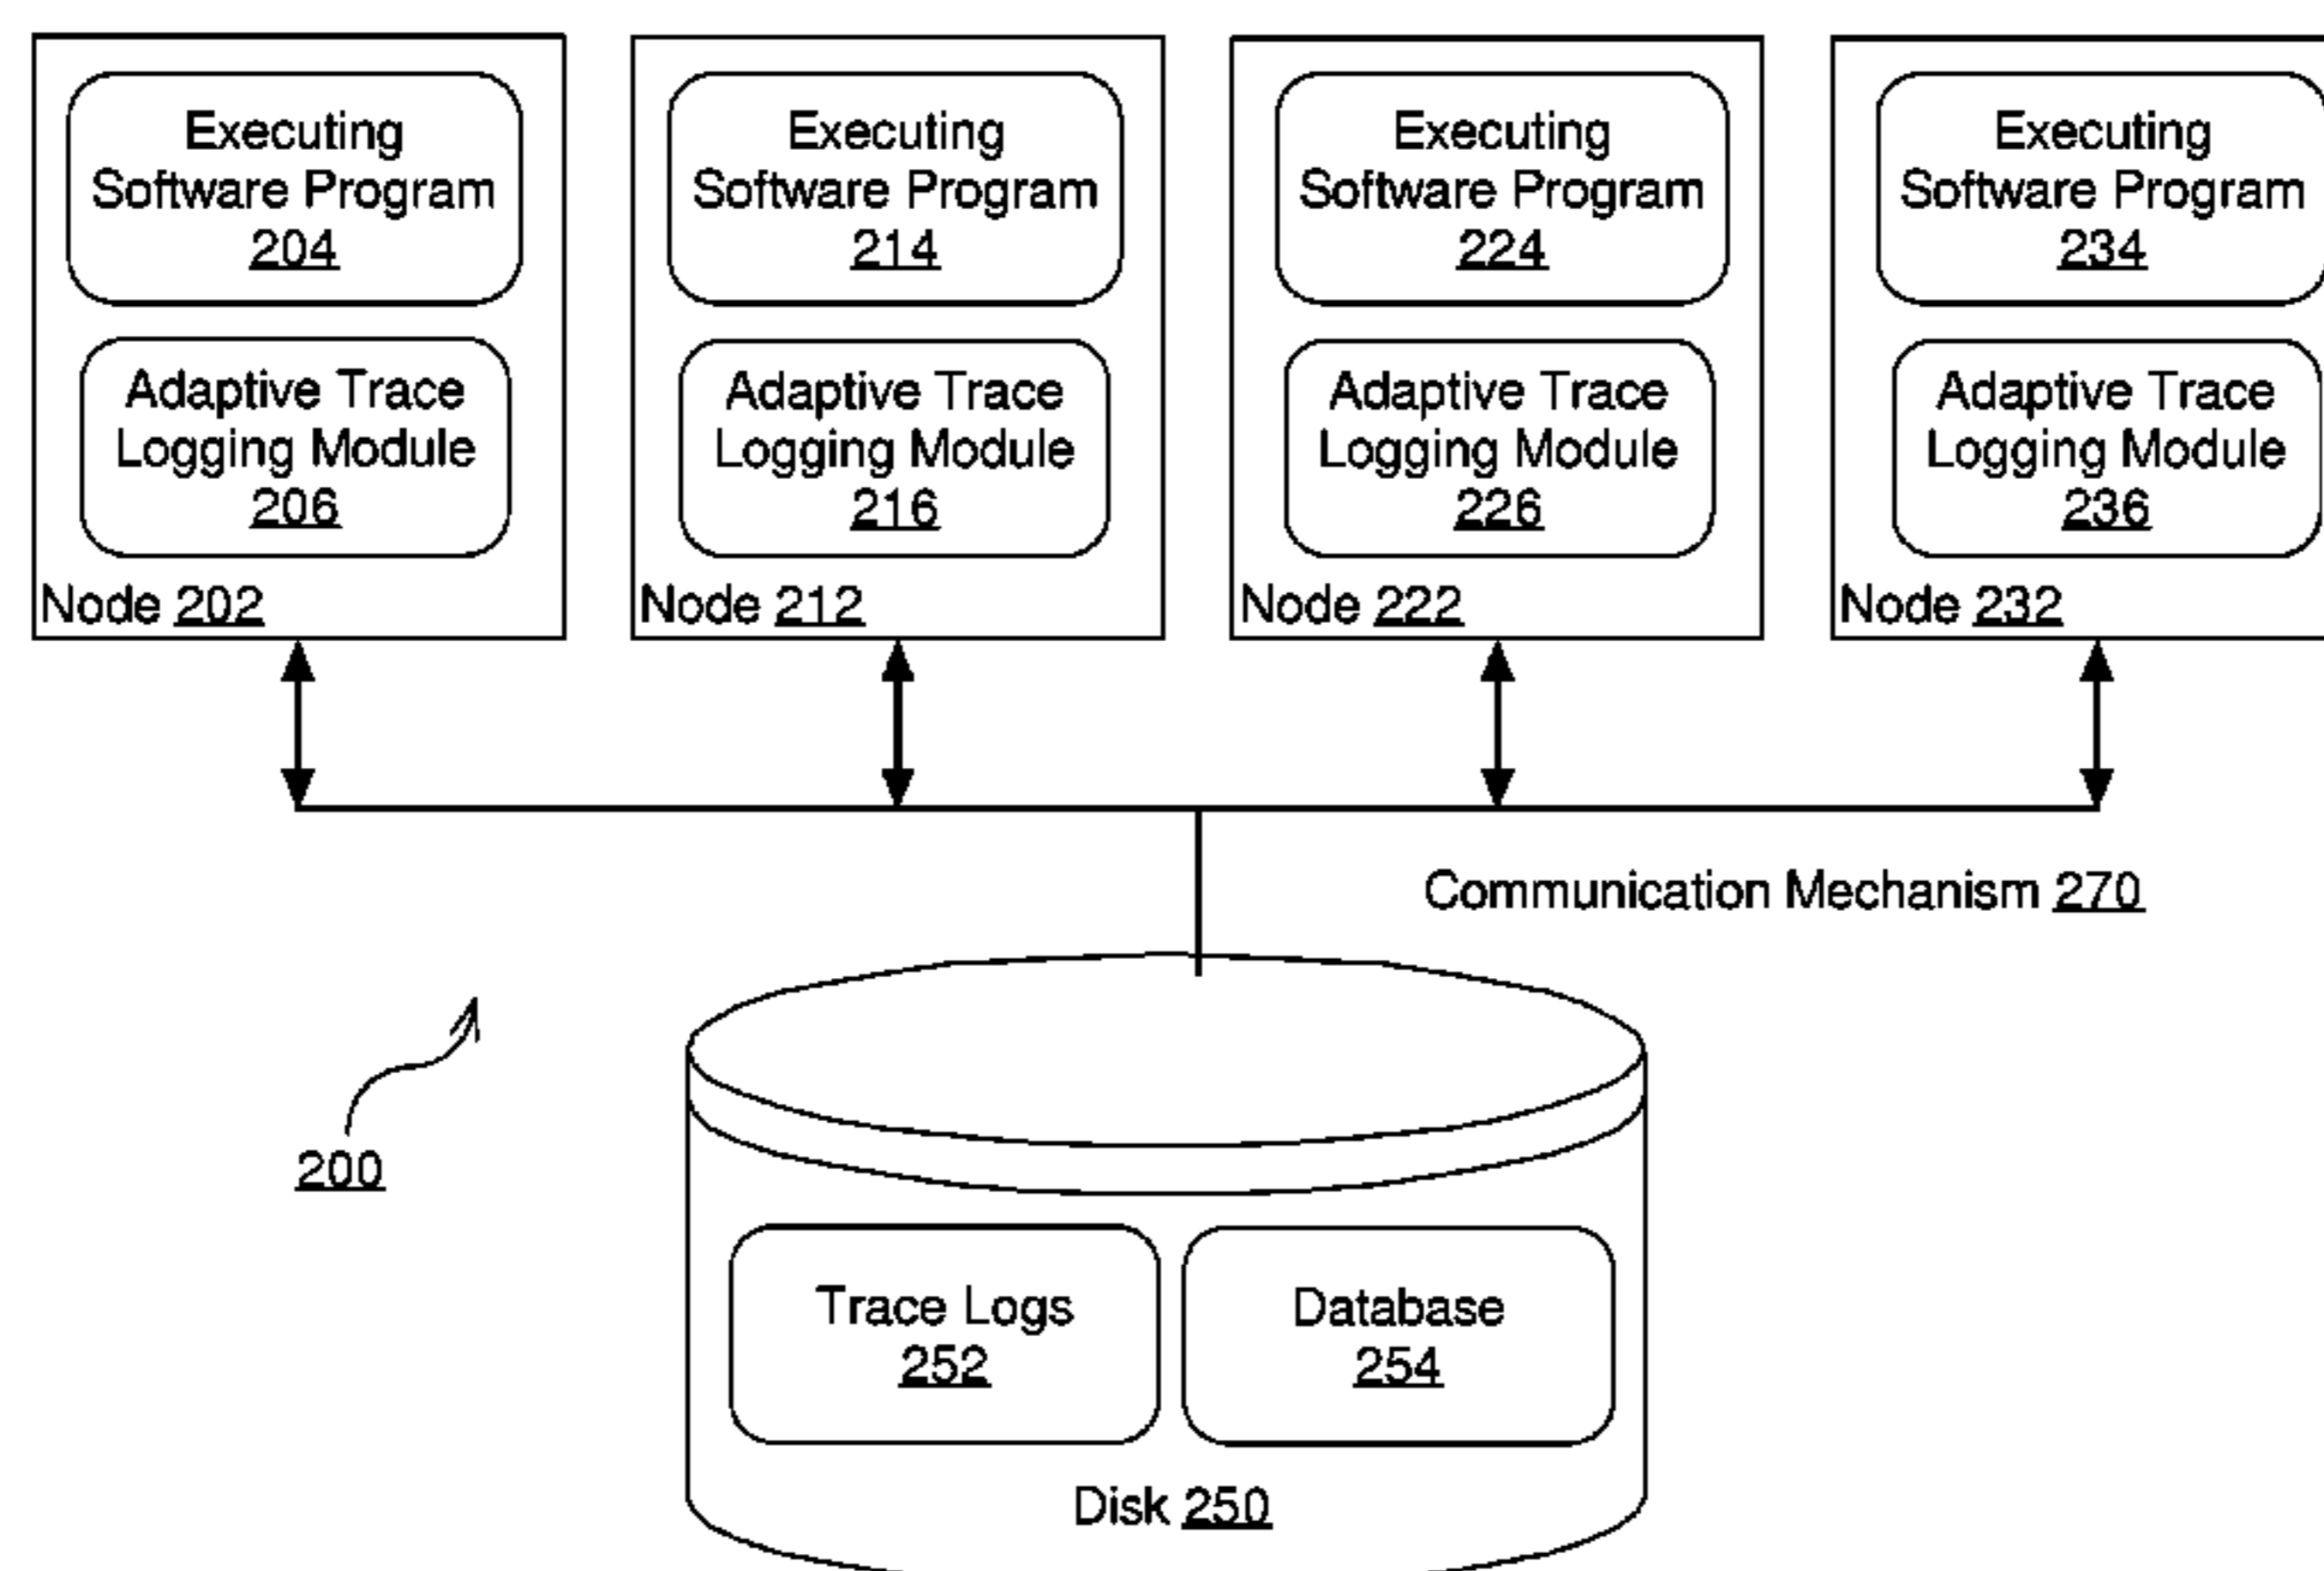 Executing
Software Program
204
Adaptive Trace
Logging Module
206
Node 202
Executing
Software Program
214
Adaptive Trace
Logging Module
216
Node 212
Executing
Software Program
224
Adaptive Trace
Logging Module
226
Node 222
Executing
Software Program
234
Adaptive Trace
Logging Module
236
Node 232
Communication Mechanism 270
200
Trace Logs
252
Database
254
Disk 250